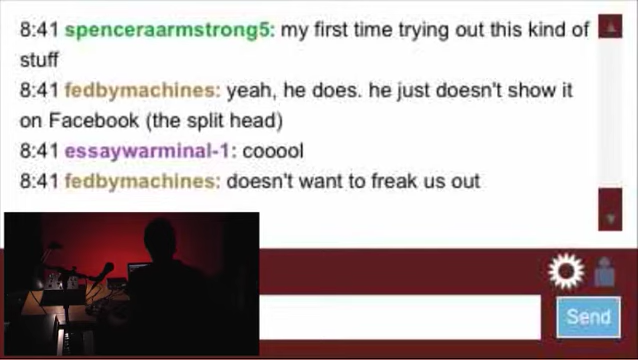 8:41 spenceraarmstrong5: my first time trying out this kind of
stuff
8:41 fedbymachines: yeah, he does. he just doesn't show it
on Facebook (the split head)
8:41 essaywarminal-1: cooool
8:41 fedbymachines: doesn't want to freak us out
Send